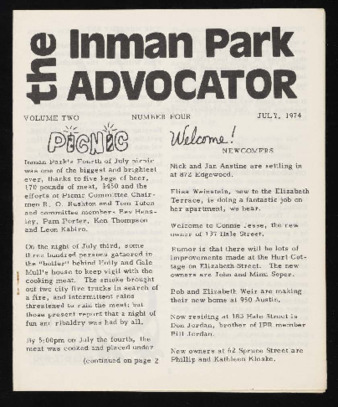 the Inman Park
ADVOCATOR
VOLUME TWO NUMBER FOUR JULY, 1974
PICNIC
Inman Park's Fourth of July picnic
was one of the biggest and brightest
ever, thanks to five kegs of beer,
170 pounds of meat, $450 and the
efforts of Picnic Committee Chair-
men B. O. and Tom
and committee members Bev
Pam Porter, Ken Thompson
and Leon Kabirn.
On the night of July third, some
three hundred persons gathered in
the behind Holly and Gale
Mull's house to keep vigil with the
cooking meat. The smoke brought
out two city fire trucks in search of
a fire, and intermittent rains
threatened to ruin the meat; but
those present report that a night of
fun and ribaldry was had by all.
By 5:00pm on July the fourth, the
meat was cooked and placed under
(continued on page 2
Welcome!
NEWCOMERS
Nick and Jan Anstine are settling in
at 872 Edgewood.
Elisa Weinstein, new to the Elizabeth
Terrace, is doing a fantastic job on
her apartment, we hear.
Welcome to Connie Jesse, the new
owner of 177 Hale Street.
Rumor is that there will be lots of
improvements made at the Hurt Cot-
tage on Elizabeth Street. The new
owners are John and Mimi Soper.
Bob and Elizabeth Weir are making
their new home at 950 Austin.
Now residing at 183 Hale Street is
Don Jordan, brother of IPR member
Bill Jordan.
New owners at 62 Spruce Street are
Phillip and Kathleen